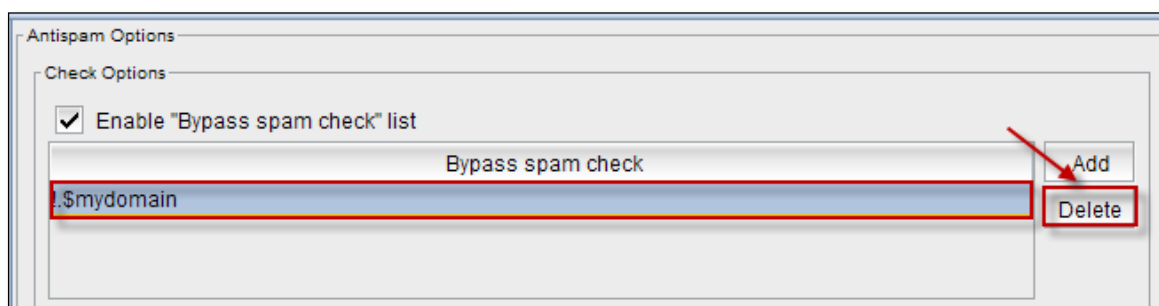 Antispam Options
Check Options
Enable "Bypass spam check" list
Bypass spam check
Add
!.$mydomain
Delete